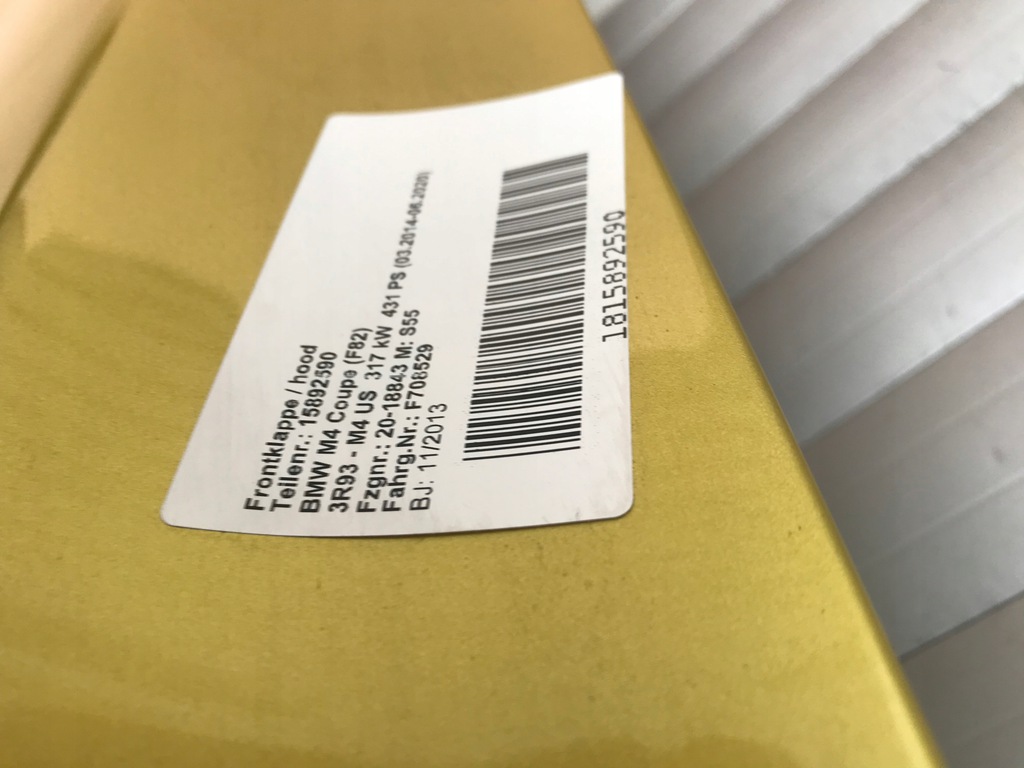 Frontklappe / hood
Teilenr.: 15892590
BMW M4 Coupe (F82)
3R93 - M4 US 317 kW 431 PS (03.2014-06.2020)
Fzgnr.: 20-18843 M: S55
Fahrg.Nr.: F708529
BJ: 11/2013
1815892590